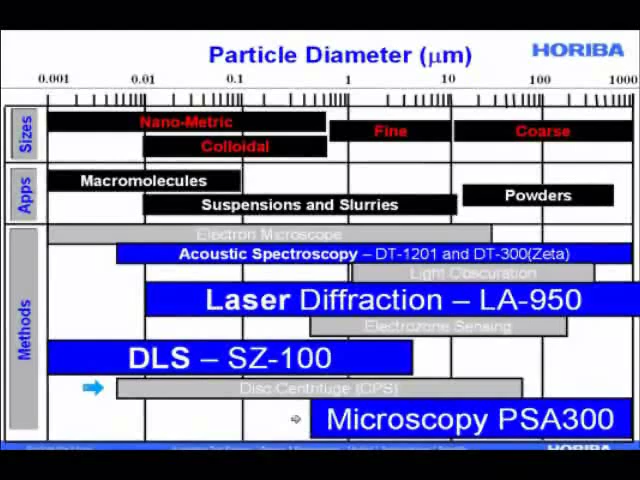 Particle Diameter (µm)
HORIBA
0.001 0.01 0.1 1 10 100 1000
Sizes
Nano-Metric
Fine
Coarse
Colloidal
Apps
Macromolecules
Powders
Suspensions and Slurries
Methods
Electron Microscope
Acoustic Spectroscopy – DT-1201 and DT-300(Zeta)
Light Obscuration
Laser Diffraction – LA-950
Electrozone Sensing
DLS – SZ-100
Disc Centrifuge (CPS)
Microscopy PSA300
HORIBA